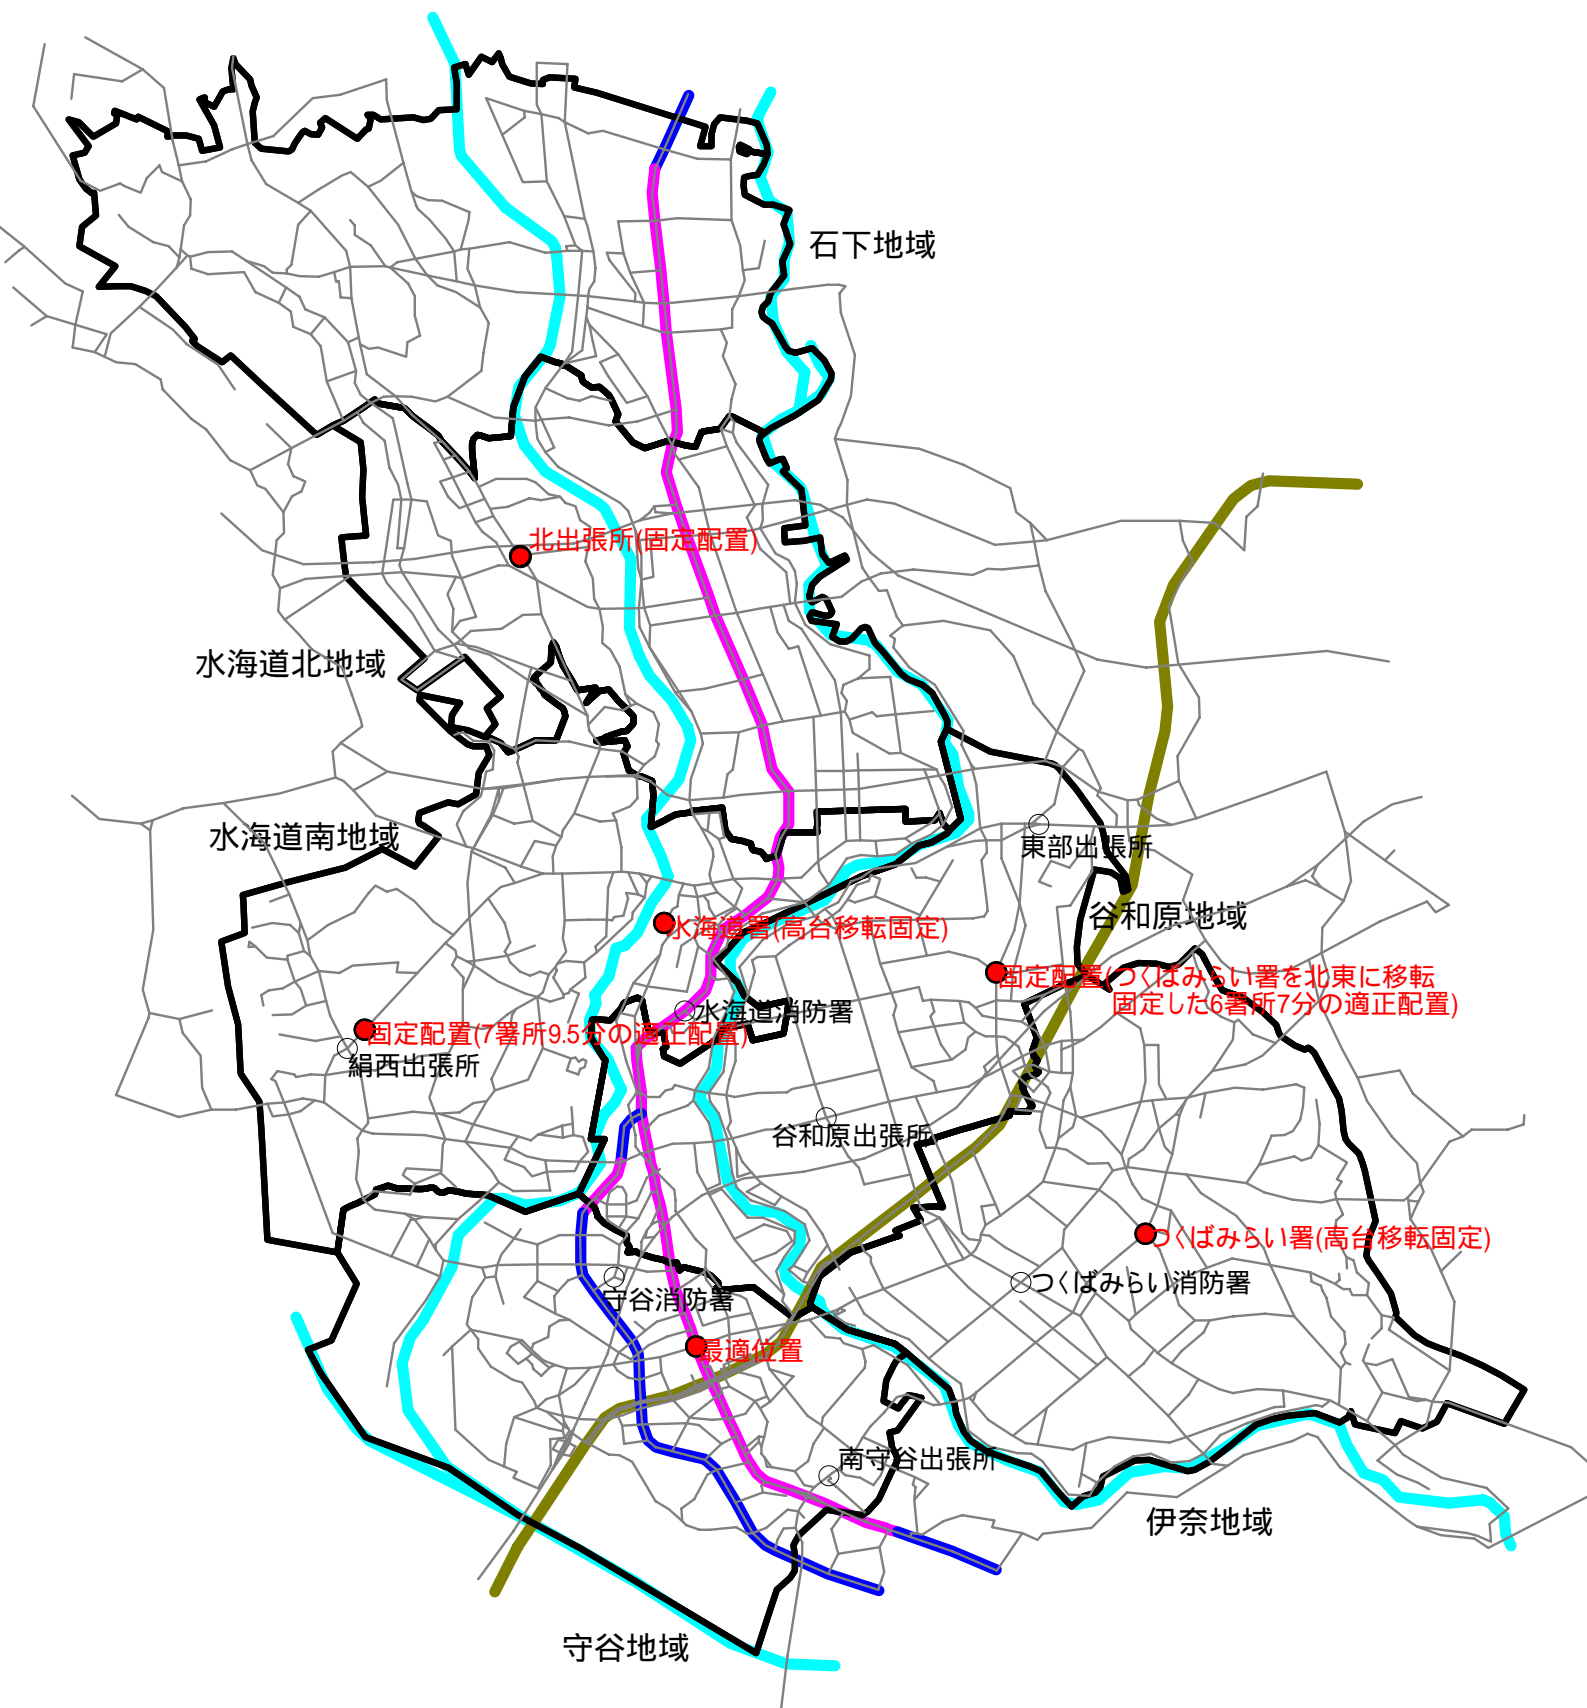 石下地域
北出張所(固定配置)
水海道北地域
水海道南地域
東部出張所
谷和原地域
水海道署(高台移転固定)
固定配置(つくばみらい署を北東に移転
固定した6署所7分の適正配置)
水海道消防署
固定配置(7署所9.5分の適正配置)
絹西出張所
谷和原出張所
つくばみらい署(高台移転固定)
つくばみらい消防署
守谷消防署
最適位置
南守谷出張所
伊奈地域
守谷地域